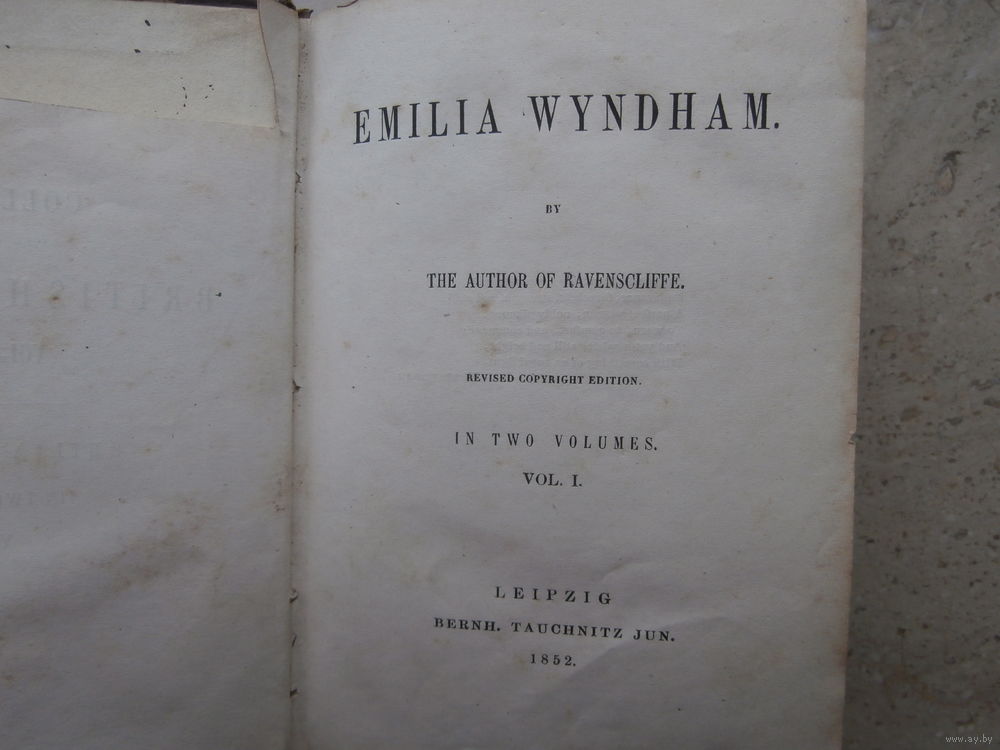 EMILIA WYNDHAM.
BY
THE AUTHOR OF RAVENSCLIFFE.
REVISED COPYRIGHT EDITION.
IN TWO VOLUMES.
VOL. I.
LEIPZIG
BERNH. TAUCHNITZ JUN.
1852.
www.ay.by